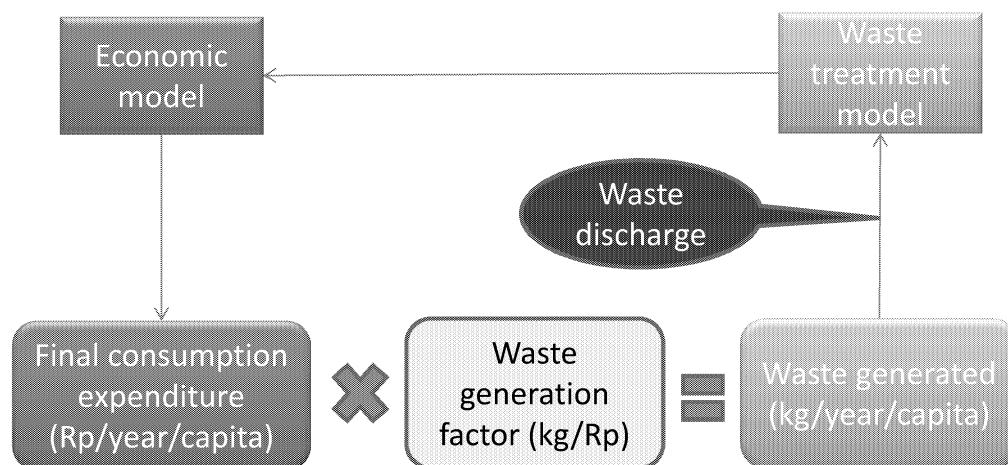 Economic
model
Waste
treatment
model
Waste
discharge
Final consumption
expenditure
(Rp/year/capita)
Waste
generation
factor (kg/Rp)
Waste generated
(kg/year/capita)